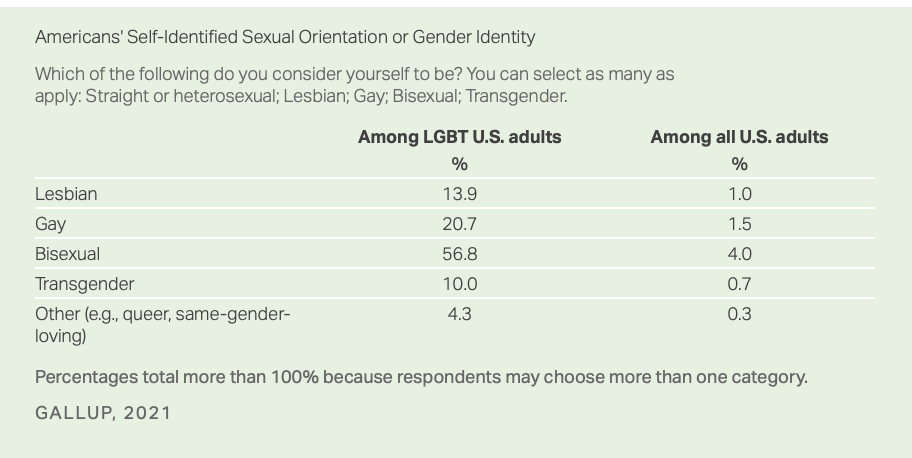 Americans' Self-Identified Sexual Orientation or Gender Identity
Which of the following do you consider yourself to be? You can select as many as
apply: Straight or heterosexual; Lesbian; Gay; Bisexual; Transgender.
Among LGBT U.S. adults Among all U.S. adults
% %
Lesbian 13.9 1.0
Gay 20.7 1.5
Bisexual 56.8 4.0
Transgender 10.0 0.7
Other (e.g., queer, same-gender- 4.3 0.3
loving)
Percentages total more than 100% because respondents may choose more than one category.
GALLUP, 2021